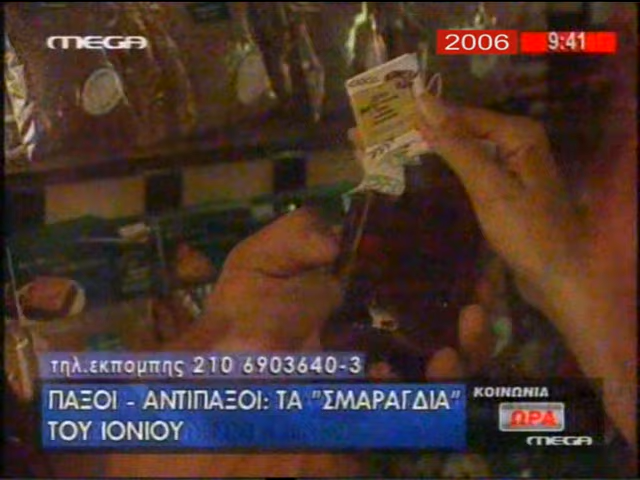 MEGA
2006 9:41
τηλ.εκπομπης 210 6903640-3
ΠΑΞΟΙ - ΑΝΤΙΠΑΞΟΙ: ΤΑ "ΣΜΑΡΑΓΔΙΑ"
ΤΟΥ ΙΟΝΙΟΥ
ΚΟΙΝΩΝΙΑ
ΩΡΑ
MEGA